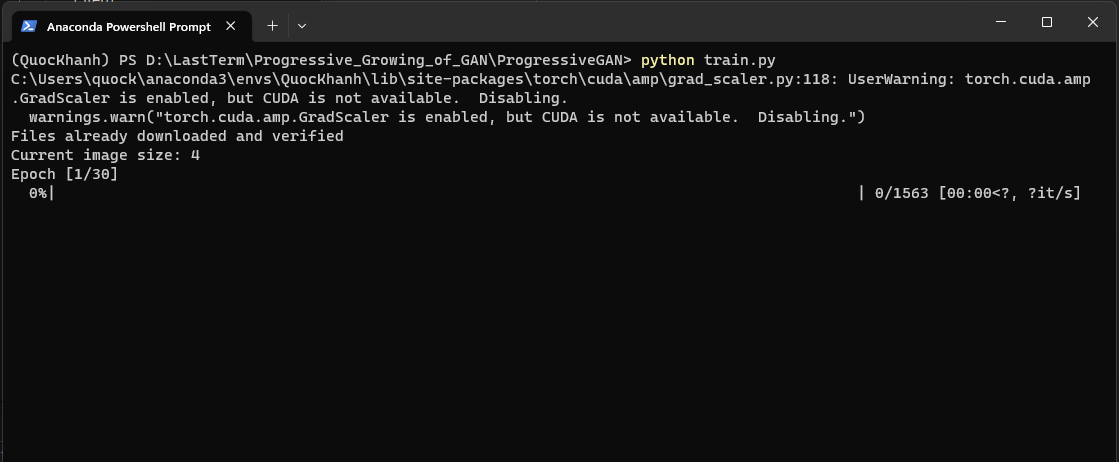 Anaconda Powershell Prompt
(QuocKhanh) PS D:\LastTerm\Progressive_Growing_of_GAN\ProgressiveGAN> python train.py
C:\Users\quock\anaconda3\envs\QuocKhanh\lib\site-packages\torch\cuda\amp\grad_scaler.py:118: UserWarning: torch.cuda.amp
.GradScaler is enabled, but CUDA is not available.  Disabling.
  warnings.warn("torch.cuda.amp.GradScaler is enabled, but CUDA is not available.  Disabling.")
Files already downloaded and verified
Current image size: 4
Epoch [1/30]
  0%|                                                                                          | 0/1563 [00:00<?, ?it/s]